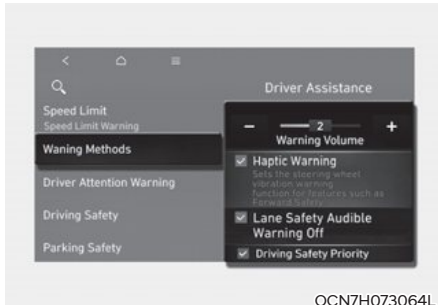 Driver Assistance
Speed Limit
Speed Limit Warning
Waning Methods
Driver Attention Warning
Driving Safety
Parking Safety
− 2 +
Warning Volume
Haptic Warning
Sets the steering wheel
vibration warning
function for features such as
Forward Safety
Lane Safety Audible
Warning Off
Driving Safety Priority
OCN7H073064L